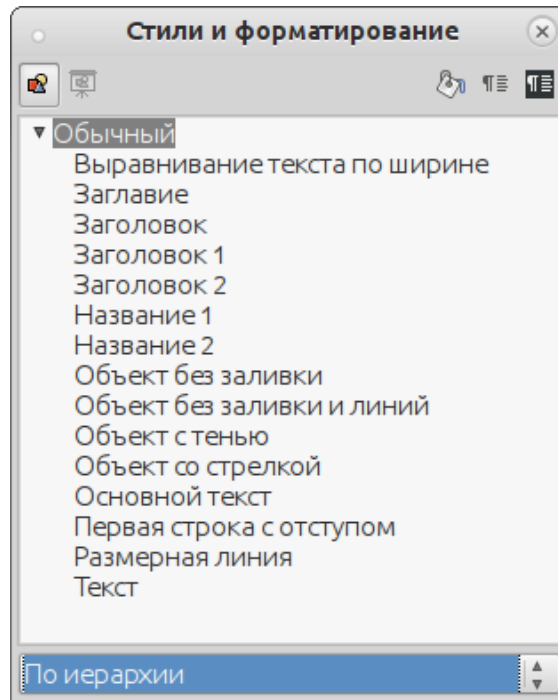 Стили и форматирование
Обычный
Выравнивание текста по ширине
Заглавие
Заголовок
Заголовок 1
Заголовок 2
Название 1
Название 2
Объект без заливки
Объект без заливки и линий
Объект с тенью
Объект со стрелкой
Основной текст
Первая строка с отступом
Размерная линия
Текст
По иерархии